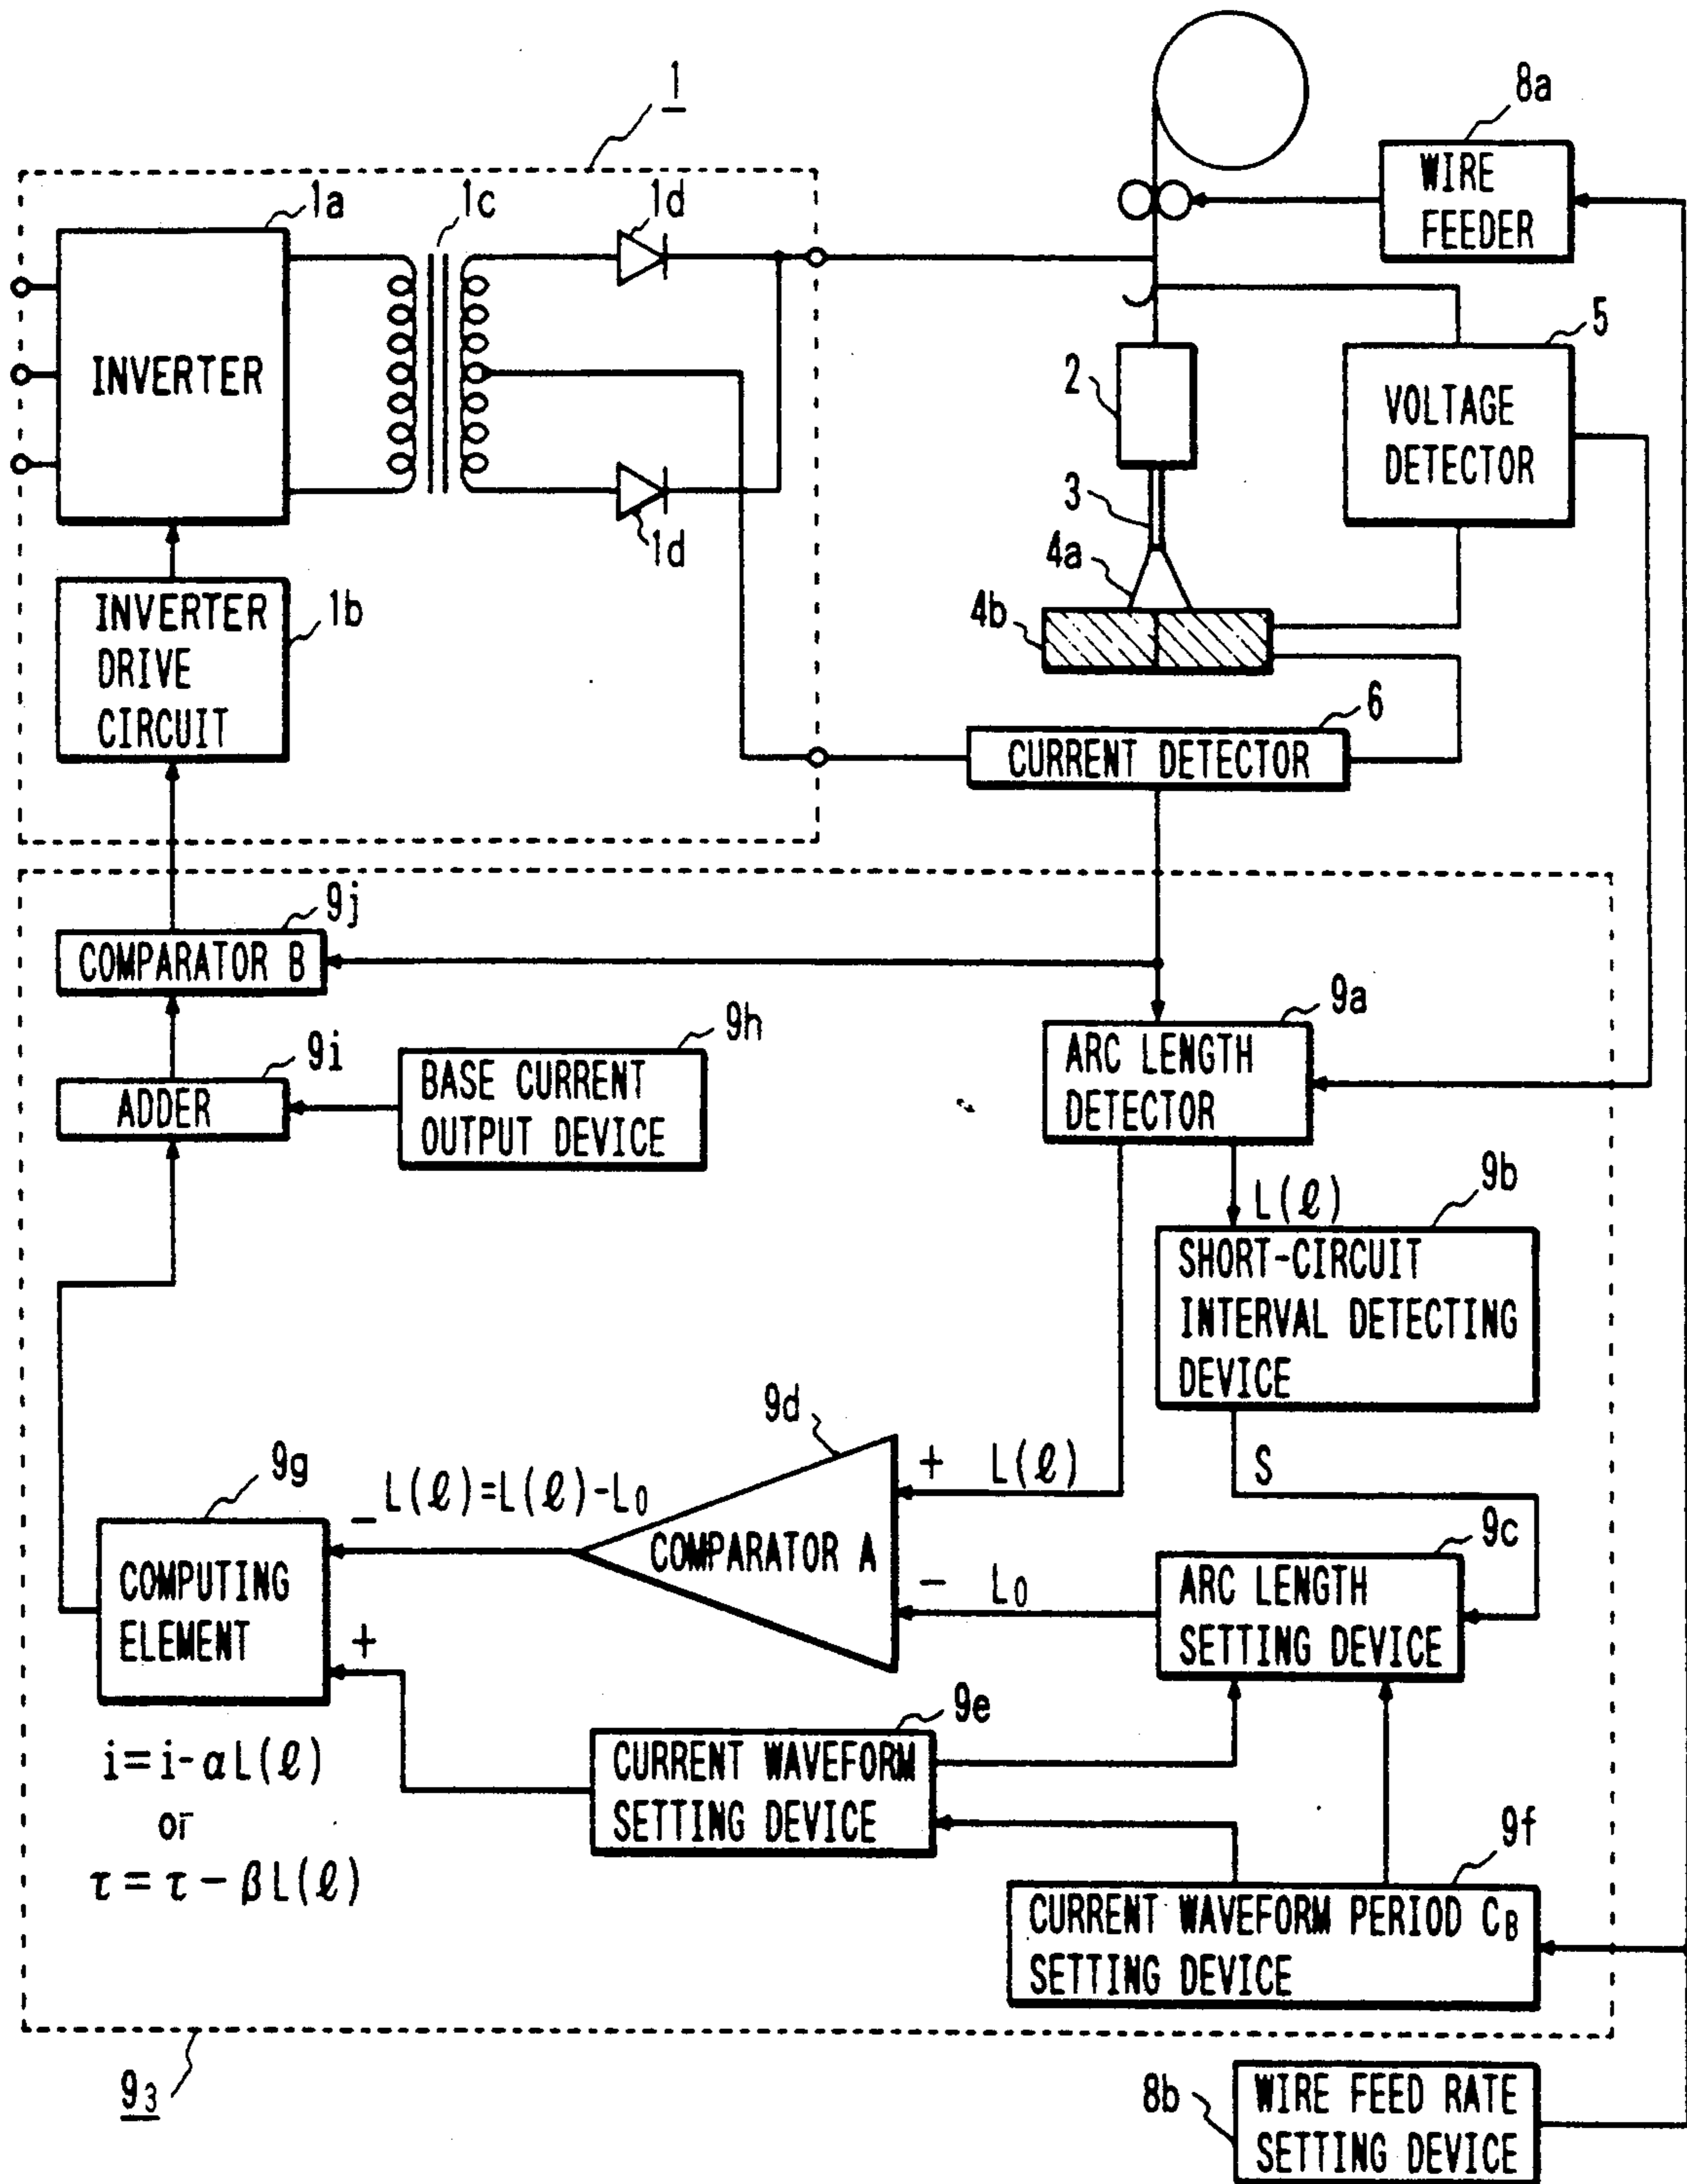 1
8a
WIRE
FEEDER
1a
1c
1d
INVERTER
5
VOLTAGE
DETECTOR
2
3
4a
1d
4b
INVERTER
DRIVE
CIRCUIT
1b
6
CURRENT DETECTOR
9j
COMPARATOR B
9a
ARC LENGTH
DETECTOR
9i
ADDER
9h
BASE CURRENT
OUTPUT DEVICE
L(ℓ)
9b
SHORT-CIRCUIT
INTERVAL DETECTING
DEVICE
S
9d
COMPARATOR A
+ L(ℓ)
- L0
9c
ARC LENGTH
SETTING DEVICE
9g
- L(ℓ)=L(ℓ)-L0
COMPUTING
ELEMENT
+
i=i-αL(ℓ)
or
τ=τ-βL(ℓ)
9e
CURRENT WAVEFORM
SETTING DEVICE
9f
CURRENT WAVEFORM PERIOD CB
SETTING DEVICE
93
8b
WIRE FEED RATE
SETTING DEVICE